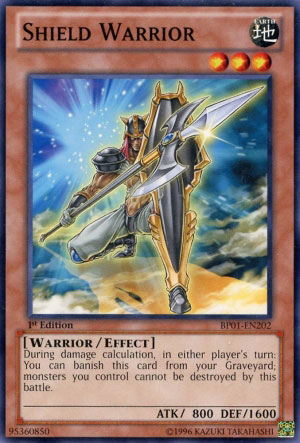 SHIELD WARRIOR
EARTH
地
1st Edition
BP01-EN202
[WARRIOR/EFFECT]
During damage calculation, in either player's turn:
You can banish this card from your Graveyard;
monsters you control cannot be destroyed by this
battle.
ATK/ 800 DEF/1600
95360850
©1996 KAZUKI TAKAHASHI